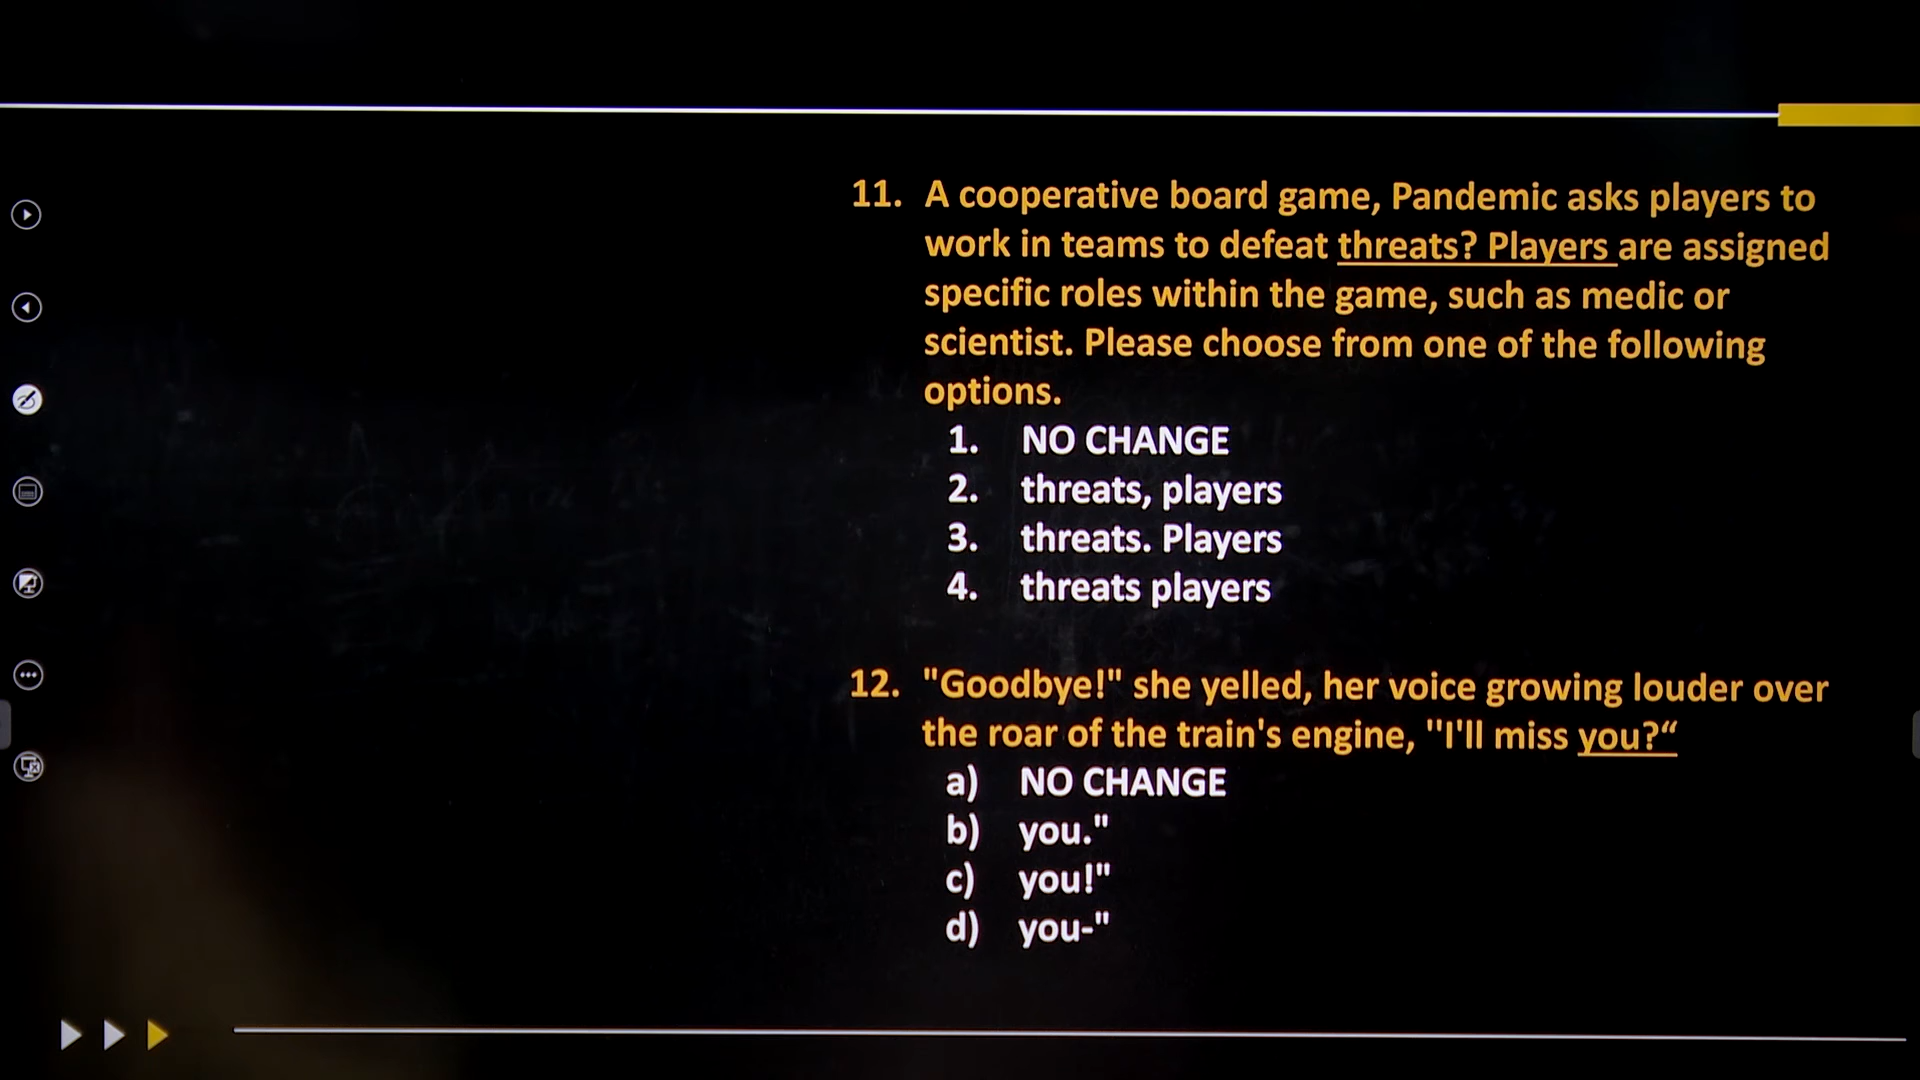 11. A cooperative board game, Pandemic asks players to
work in teams to defeat threats? Players are assigned
specific roles within the game, such as medic or
scientist. Please choose from one of the following
options.
1. NO CHANGE
2. threats, players
3. threats. Players
4. threats players
12. "Goodbye!" she yelled, her voice growing louder over
the roar of the train's engine, "I'll miss you?“
a) NO CHANGE
b) you."
c) you!"
d) you-"